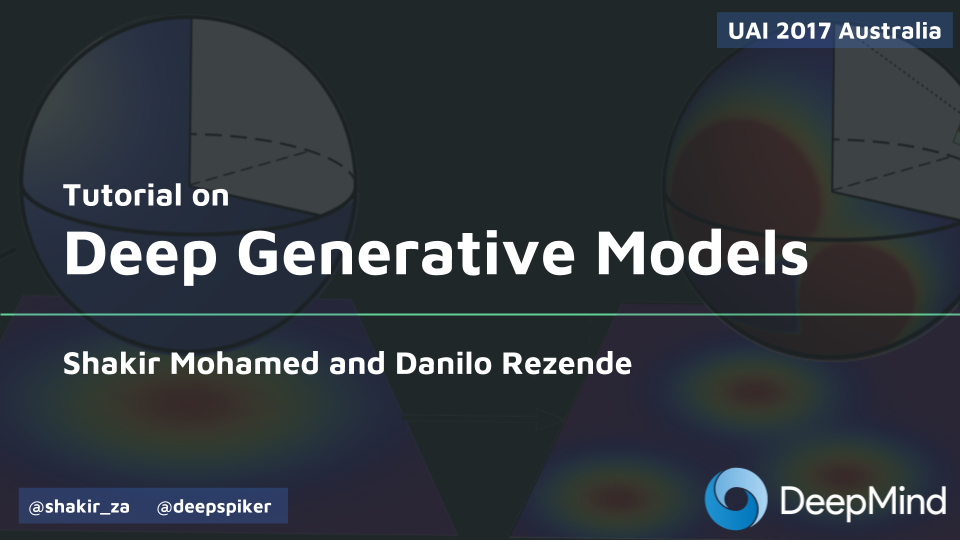 UAI 2017 Australia
Tutorial on
Deep Generative Models
Shakir Mohamed and Danilo Rezende
@shakir_za @deepspiker
DeepMind